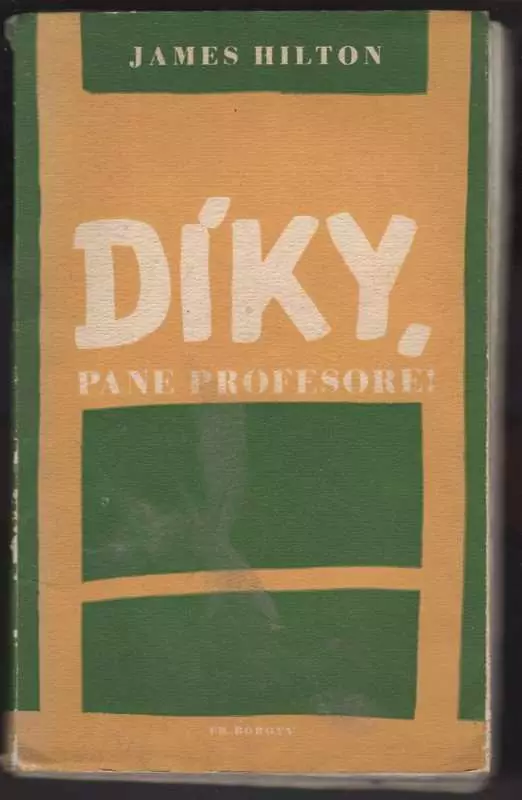 JAMES HILTON
DÍKY,
PANE PROFESORE!
FR. BOROVÝ